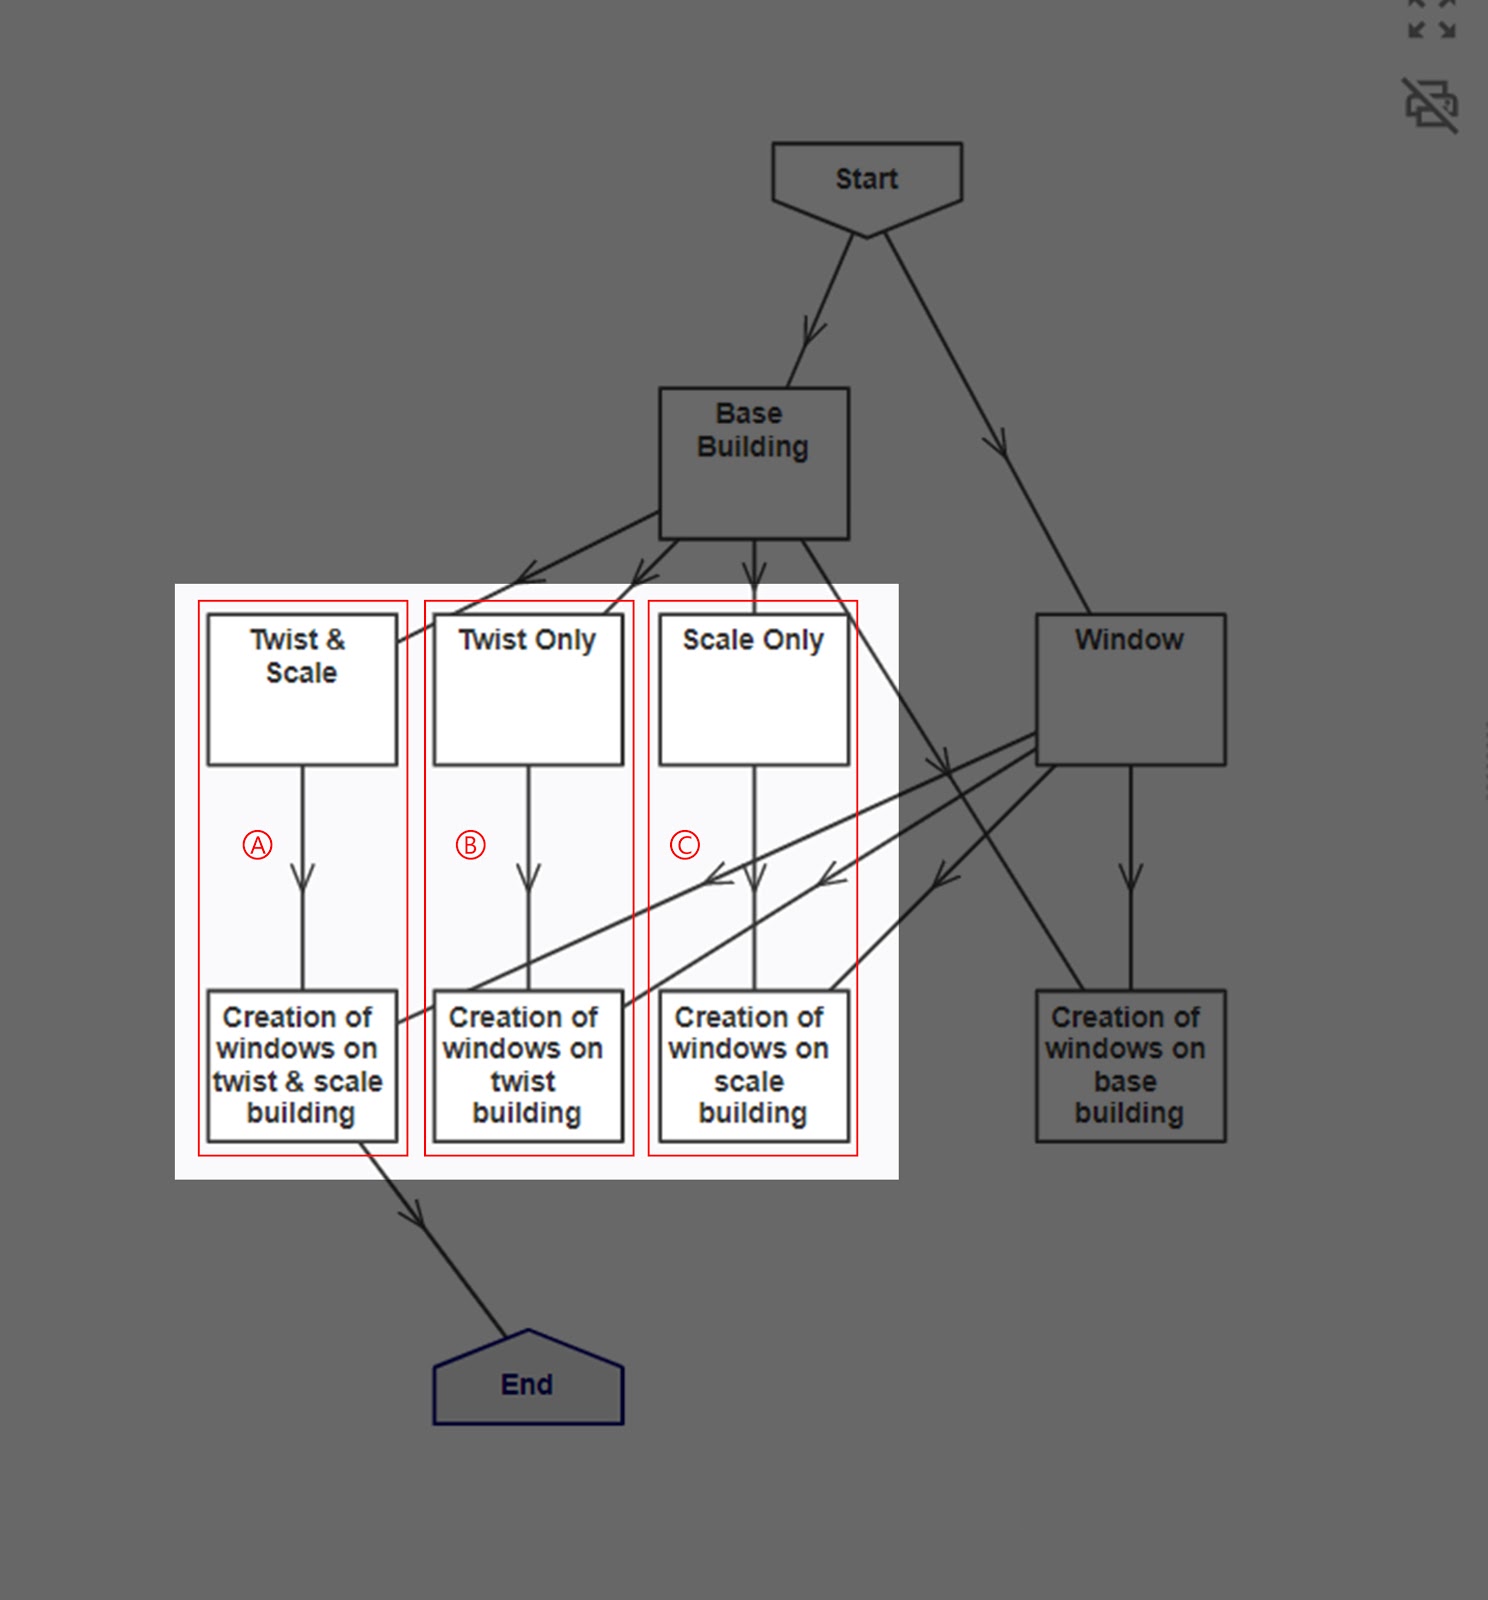 Start
Base
Building
Twist &
Scale
Twist Only
Scale Only
Window
Ⓐ
Ⓑ
Ⓒ
Creation of
windows on
twist & scale
building
Creation of
windows on
twist
building
Creation of
windows on
scale
building
Creation of
windows on
base
building
End